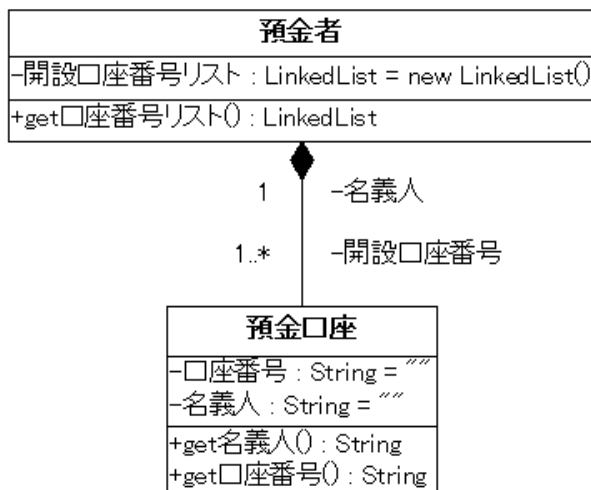 預金者
-開設口座番号リスト : LinkedList = new LinkedList()
+get口座番号リスト() : LinkedList
1 -名義人
1..* -開設口座番号
預金口座
-口座番号 : String = ""
-名義人 : String = ""
+get名義人() : String
+get口座番号() : String